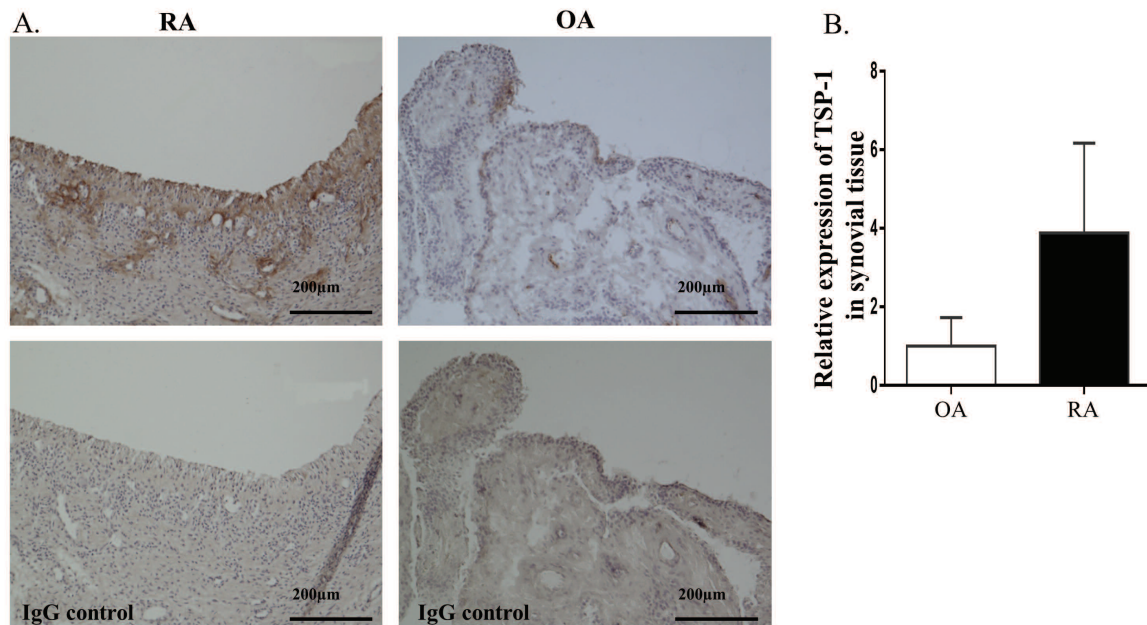 A.
RA
OA
200µm
200µm
IgG control
200µm
IgG control
200µm
B.
Relative expression of TSP-1
in synovial tissue
8
6
4
2
0
OA
RA